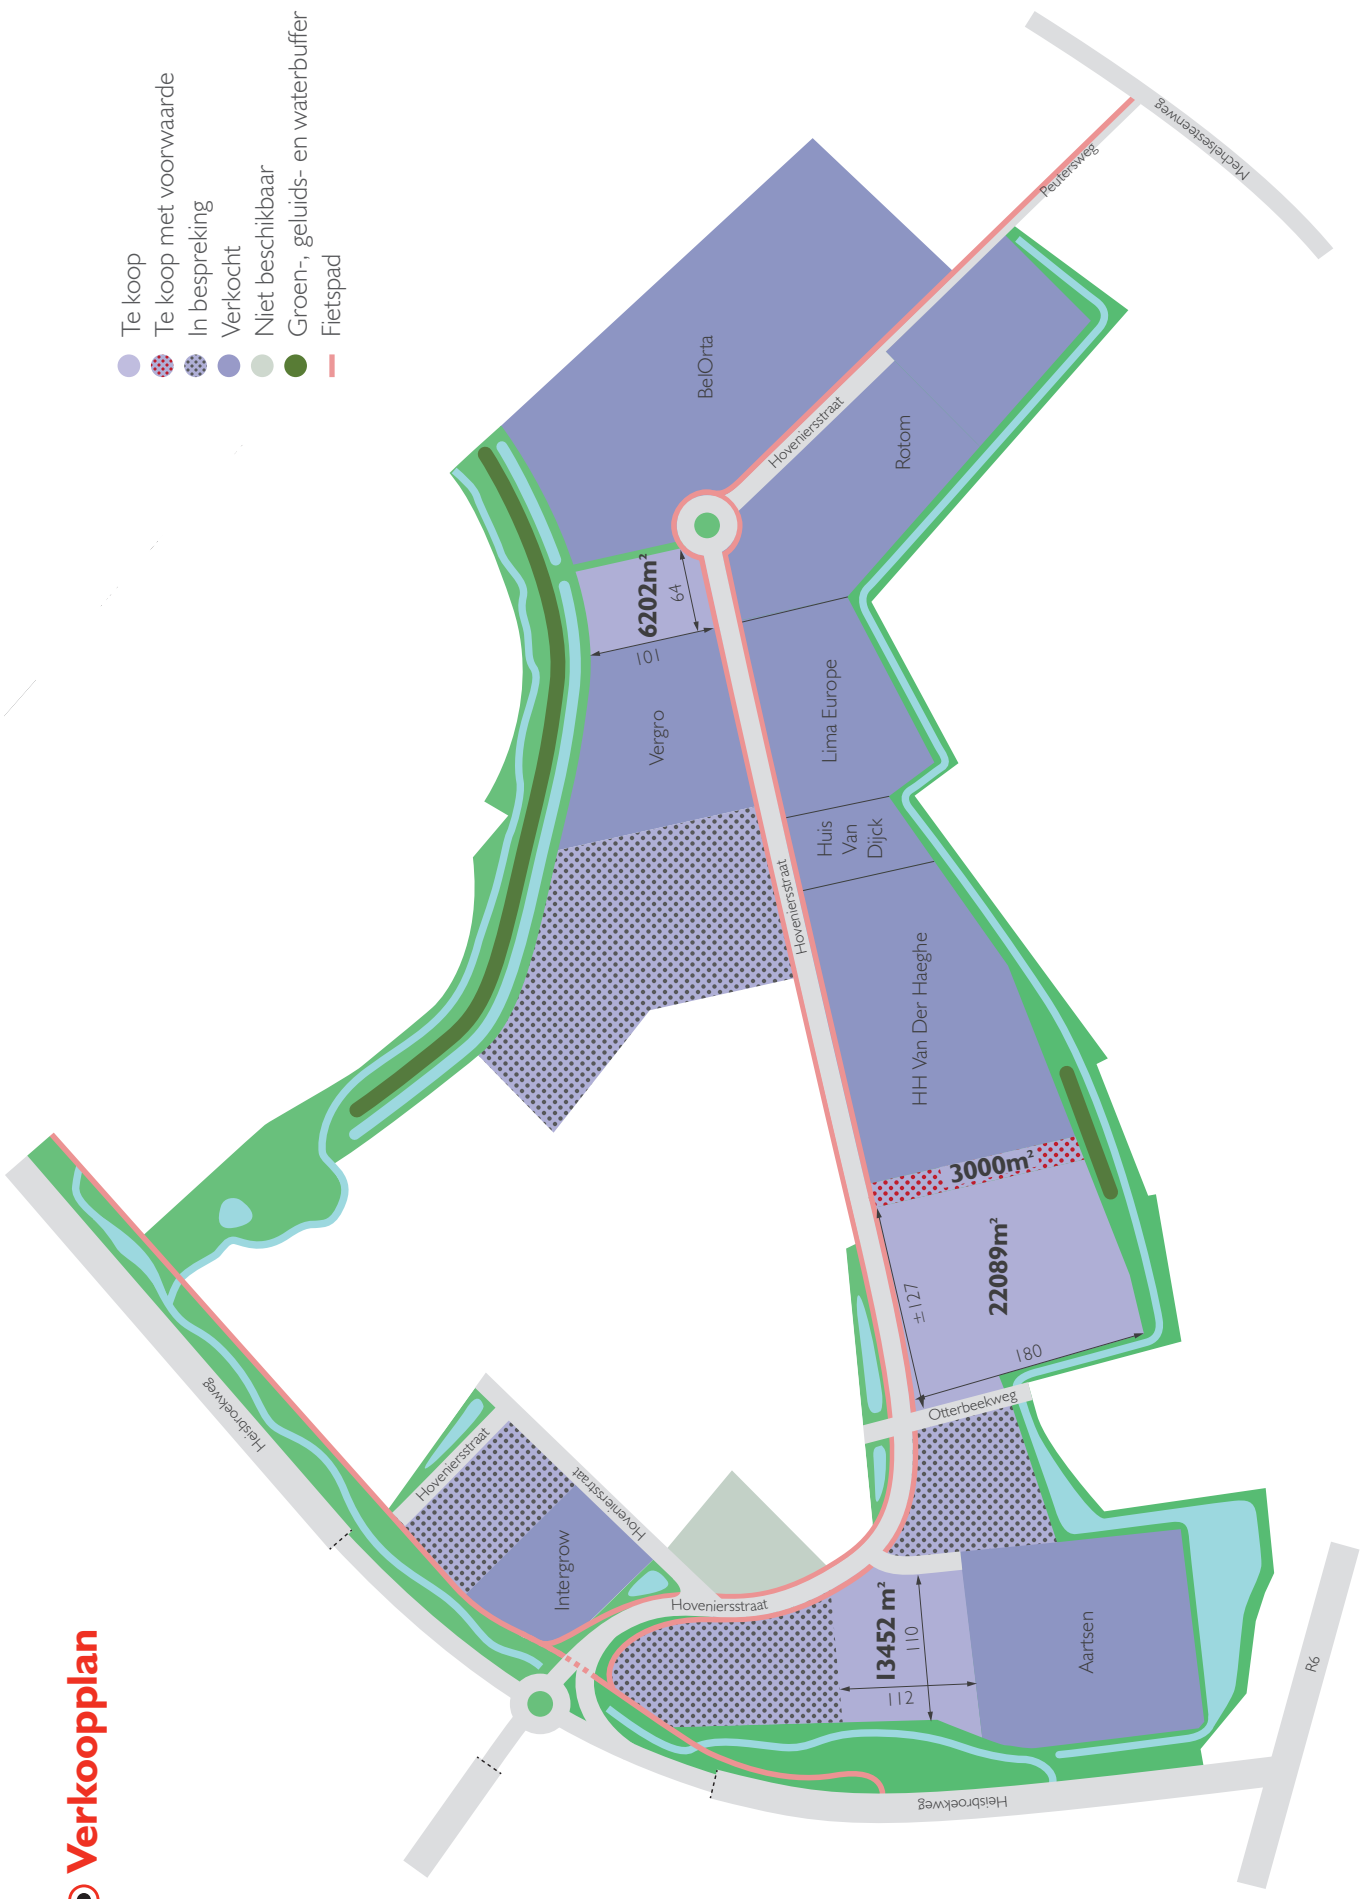 Verkoopplan
Te koop
Te koop met voorwaarde
In bespreking
Verkocht
Niet beschikbaar
Groen-, geluids- en waterbuffer
Fietspad
Heisbroekweg
Hoveniersstraat
Hoveniersstraat
Intergrow
Hoveniersstraat
13452 m²
110
112
Aartsen
Heisbroekweg
R6
Otterbeekweg
180
±127
22089m²
3000m²
HH Van Der Haeghe
Hoveniersstraat
Huis
Van
Dijck
Lima Europe
Vergro
101
64
6202m²
BelOrta
Rotom
Hoveniersstraat
Peutersweg
Mechelsesteenweg